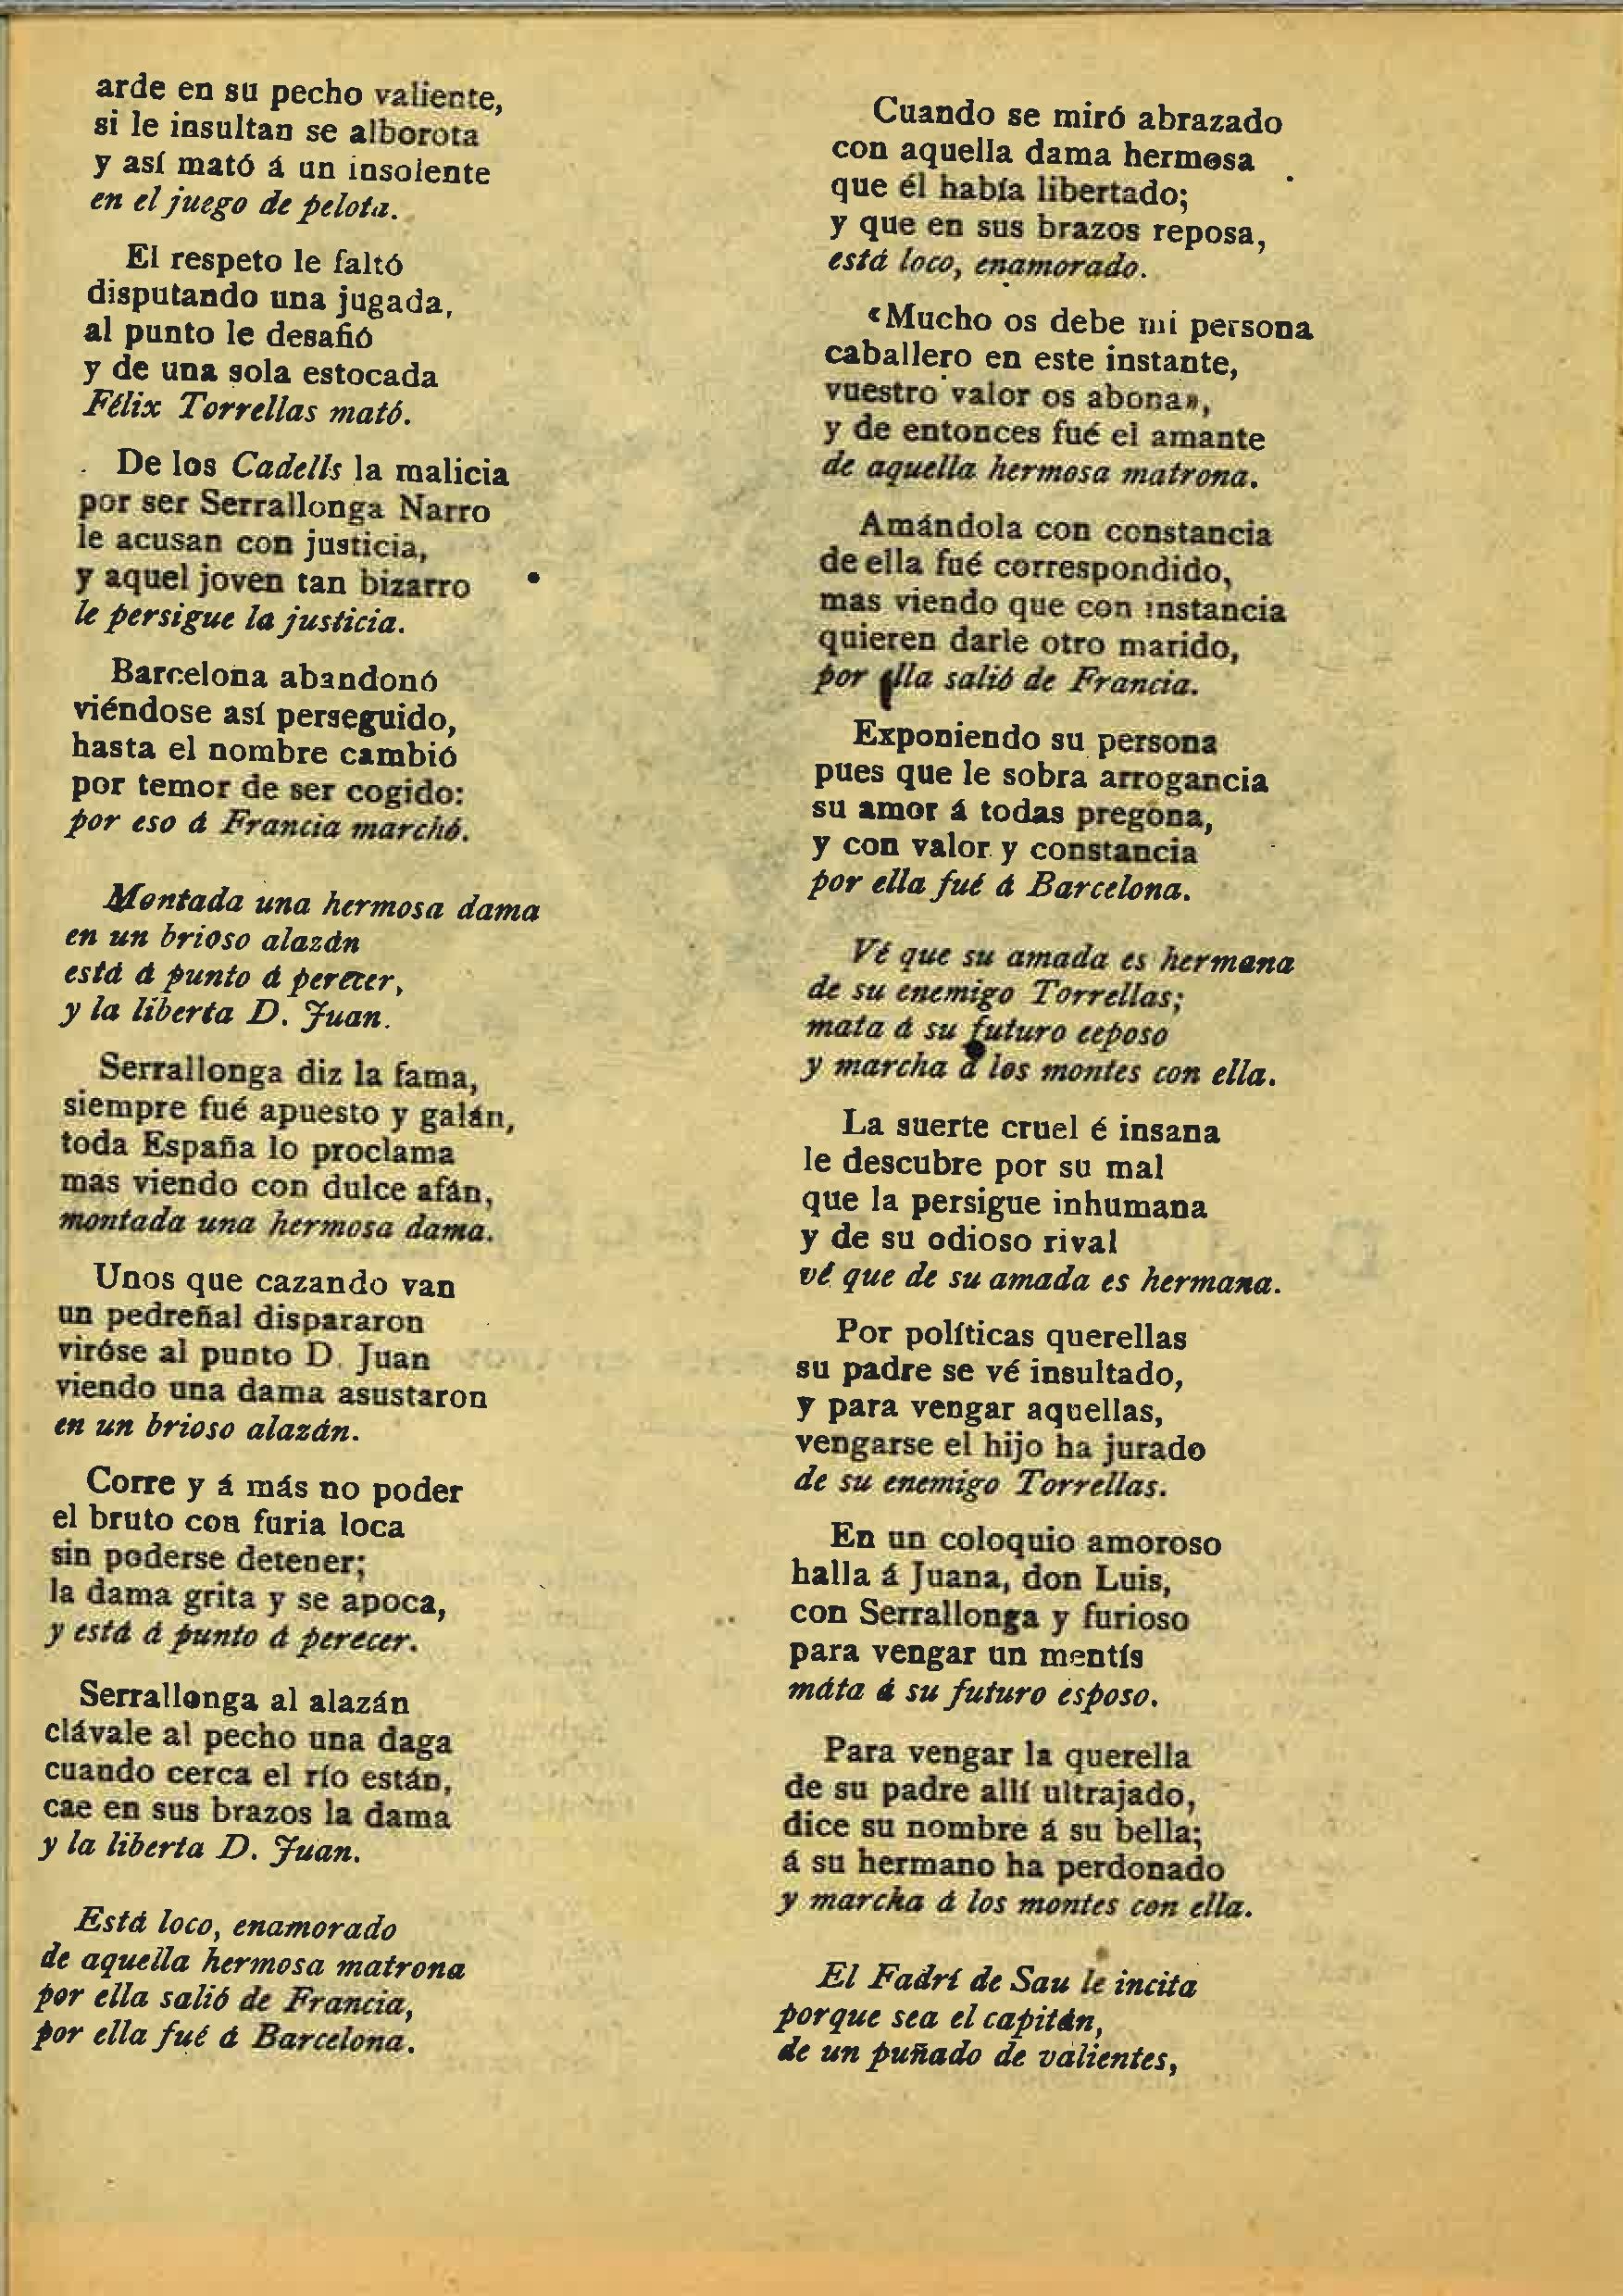 arde en su pecho valiente,
si le insultan se alborota
y así mató á un insolente
en el juego de pelota.
El respeto le faltó
disputando una jugada,
al punto le desafió
y de una sola estocada
Félix Torrellas mató.
De los Cadells la malicia
por ser Serrallonga Narro
le acusan con justicia,
y aquel joven tan bizarro
le persigue la justicia.
Barcelona abandonó
viéndose así perseguido,
hasta el nombre cambió
por temor de ser cogido:
por eso á Francia marchó.
Montada una hermosa dama
en un brioso alazán
está á punto á perecer,
y la liberta D. Juan.
Serrallonga diz la fama,
siempre fué apuesto y galán,
toda España lo proclama
mas viendo con dulce afán,
montada una hermosa dama.
Unos que cazando van
un pedreñal dispararon
viróse al punto D. Juan
viendo una dama asustaron
en un brioso alazán.
Corre y á más no poder
el bruto con furia loca
sin poderse detener;
la dama grita y se apoca,
y está á punto á perecer.
Serrallonga al alazán
clávale al pecho una daga
cuando cerca el río están,
cae en sus brazos la dama
y la liberta D. Juan.
Está loco, enamorado
de aquella hermosa matrona
por ella salió de Francia,
por ella fué á Barcelona.
Cuando se miró abrazado
con aquella dama hermosa
que él había libertado;
y que en sus brazos reposa,
está loco, enamorado.
«Mucho os debe mi persona
caballero en este instante,
vuestro valor os abona»,
y de entonces fué el amante
de aquella hermosa matrona.
Amándola con constancia
de ella fué correspondido,
mas viendo que con instancia
quieren darle otro marido,
por ella salió de Francia.
Exponiendo su persona
pues que le sobra arrogancia
su amor á todas pregona,
y con valor y constancia
por ella fué á Barcelona.
Vé que su amada es hermana
de su enemigo Torrellas;
mata á su futuro eeposo
y marcha á los montes con ella.
La suerte cruel é insana
le descubre por su mal
que la persigue inhumana
y de su odioso rival
vé que de su amada es hermana.
Por políticas querellas
su padre se vé insultado,
y para vengar aquellas,
vengarse el hijo ha jurado
de su enemigo Torrellas.
En un coloquio amoroso
halla á Juana, don Luis,
con Serrallonga y furioso
para vengar un mentís
máta á su futuro esposo.
Para vengar la querella
de su padre allí ultrajado,
dice su nombre á su bella;
á su hermano ha perdonado
y marcha á los montes con ella.
El Fadrí de Sau le incita
porque sea el capitán,
de un puñado de valientes,